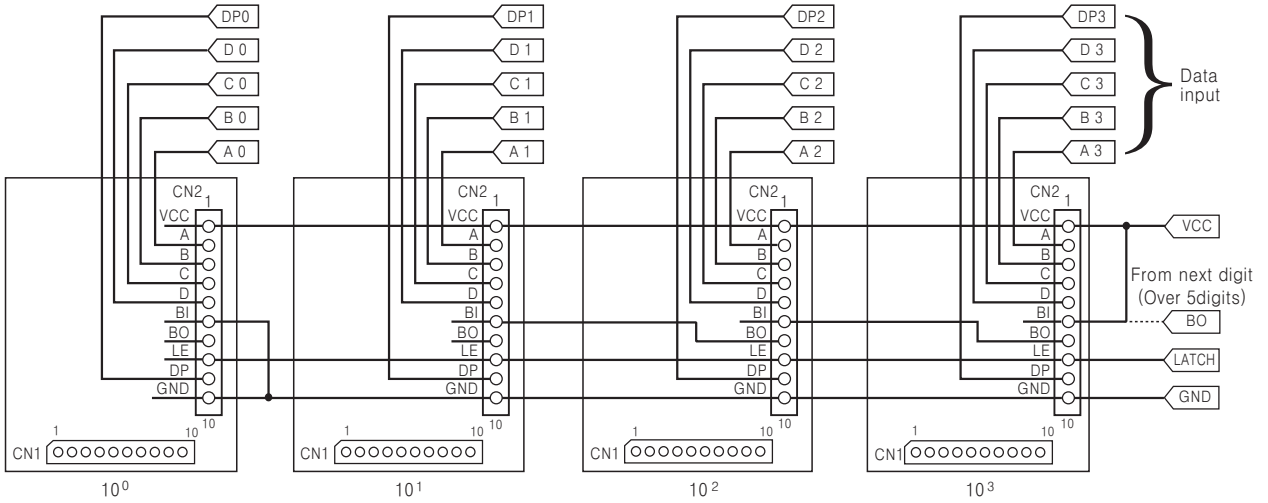 DP0 DP1 DP2 DP3
D 0 D 1 D 2 D 3
C 0 C 1 C 2 C 3
B 0 B 1 B 2 B 3
A 0 A 1 A 2 A 3
Data
input
CN2 1 CN2 1 CN2 1 CN2 1
VCC VCC VCC VCC VCC
A A A A
B B B B
C C C C
D D D D
From next digit
(Over 5digits)
BI BI BI BI BO
BO BO BO BO
LE LE LE LE LATCH
DP DP DP DP
GND GND GND GND GND
10 10 10 10
1 10 1 10 1 10 1 10
CN1 CN1 CN1 CN1
10⁰ 10¹ 10² 10³